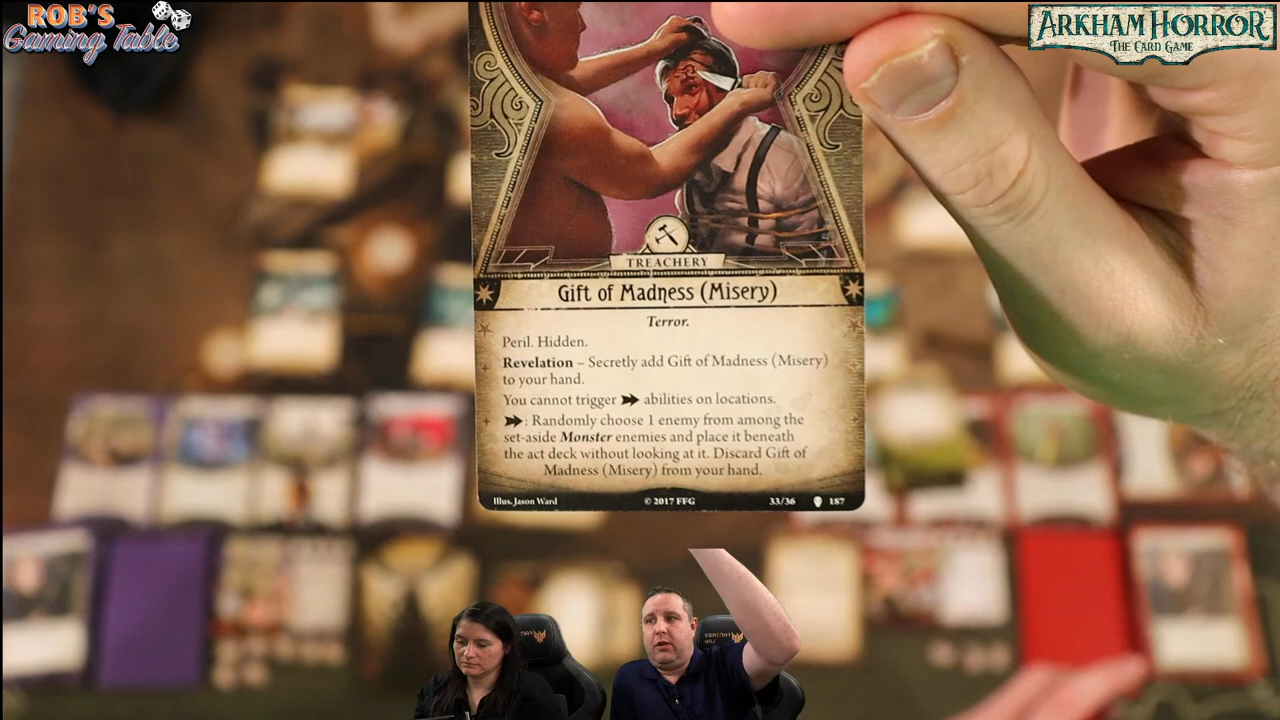 ROB'S
Gaming Table
ARKHAM HORROR
THE CARD GAME
TREACHERY
Gift of Madness (Misery)
Terror.
Peril. Hidden.
Revelation – Secretly add Gift of Madness (Misery)
to your hand.
You cannot trigger abilities on locations.
: Randomly choose 1 enemy from among the
set-aside Monster enemies and place it beneath
the act deck without looking at it. Discard Gift of
Madness (Misery) from your hand.
Illus. Jason Ward © 2017 FFG 33/36 187